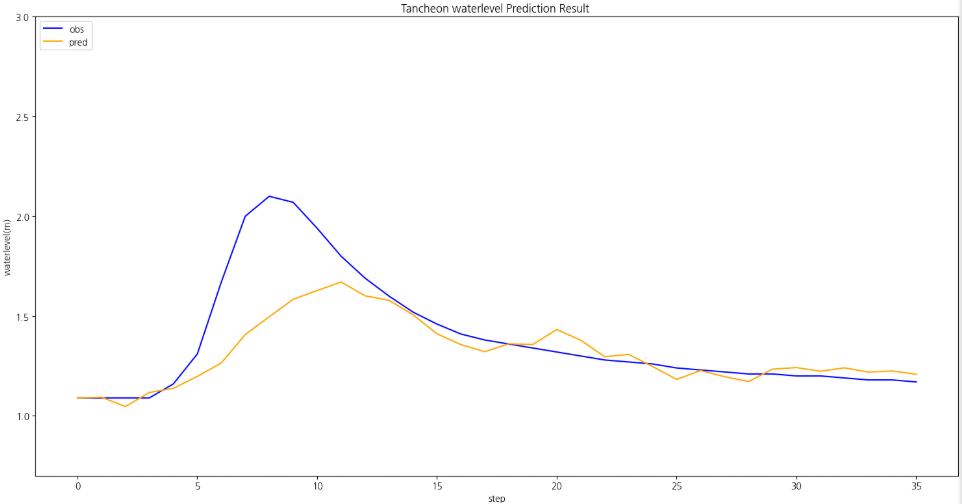 Tancheon waterlevel Prediction Result
obs
pred
3.0
2.5
2.0
1.5
1.0
waterlevel(m)
0 5 10 15 20 25 30 35
step